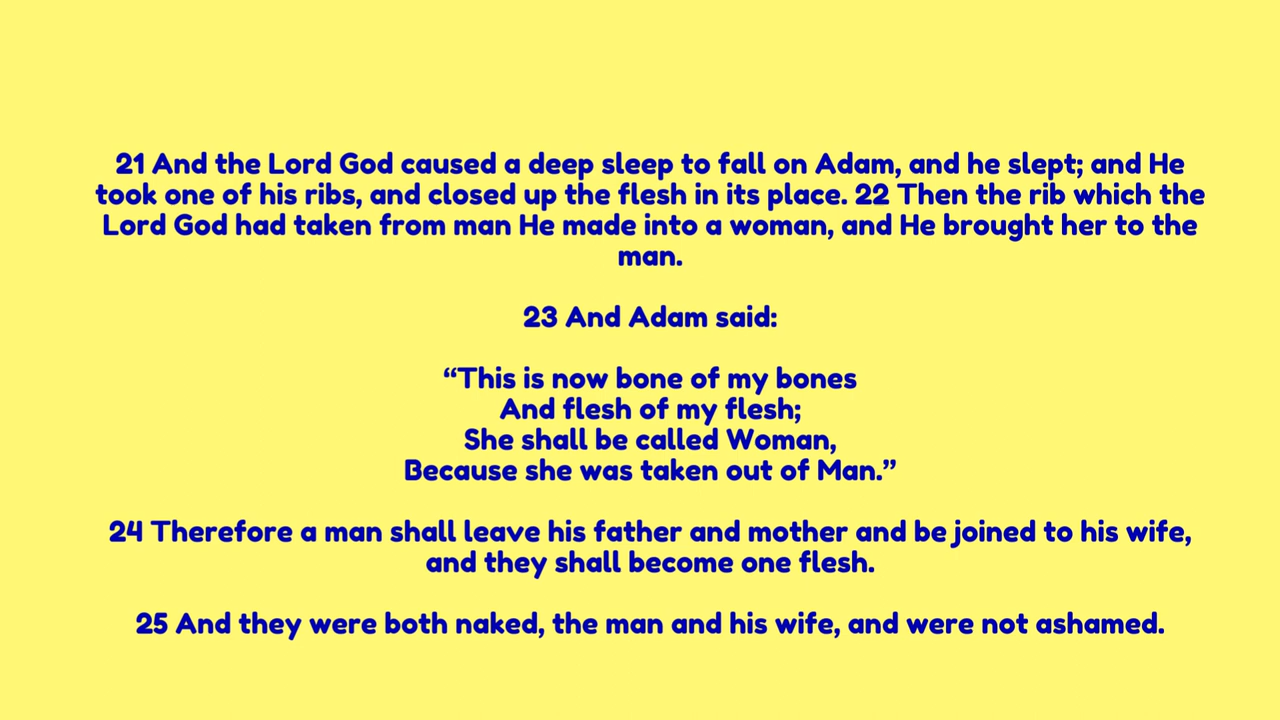 21 And the Lord God caused a deep sleep to fall on Adam, and he slept; and He
took one of his ribs, and closed up the flesh in its place. 22 Then the rib which the
Lord God had taken from man He made into a woman, and He brought her to the
man.
23 And Adam said:
“This is now bone of my bones
And flesh of my flesh;
She shall be called Woman,
Because she was taken out of Man.”
24 Therefore a man shall leave his father and mother and be joined to his wife,
and they shall become one flesh.
25 And they were both naked, the man and his wife, and were not ashamed.